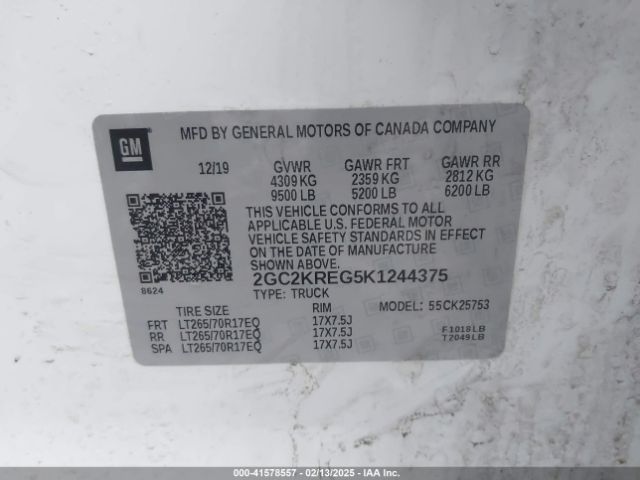 GM
MFD BY GENERAL MOTORS OF CANADA COMPANY
12/19 GVWR GAWR FRT GAWR RR
4309 KG 2359 KG 2812 KG
9500 LB 5200 LB 6200 LB
THIS VEHICLE CONFORMS TO ALL
APPLICABLE U.S. FEDERAL MOTOR
VEHICLE SAFETY STANDARDS IN EFFECT
ON THE DATE OF MANUFACTURE
SHOWN ABOVE.
8624
2GC2KREG5K1244375
TYPE: TRUCK MODEL: 55CK25753
TIRE SIZE RIM
FRT LT265/70R17EQ 17X7.5J
RR LT265/70R17EQ 17X7.5J
SPA LT265/70R17EQ 17X7.5J
F1018LB
T2049LB
000-41578557 - 02/13/2025 - IAA Inc.